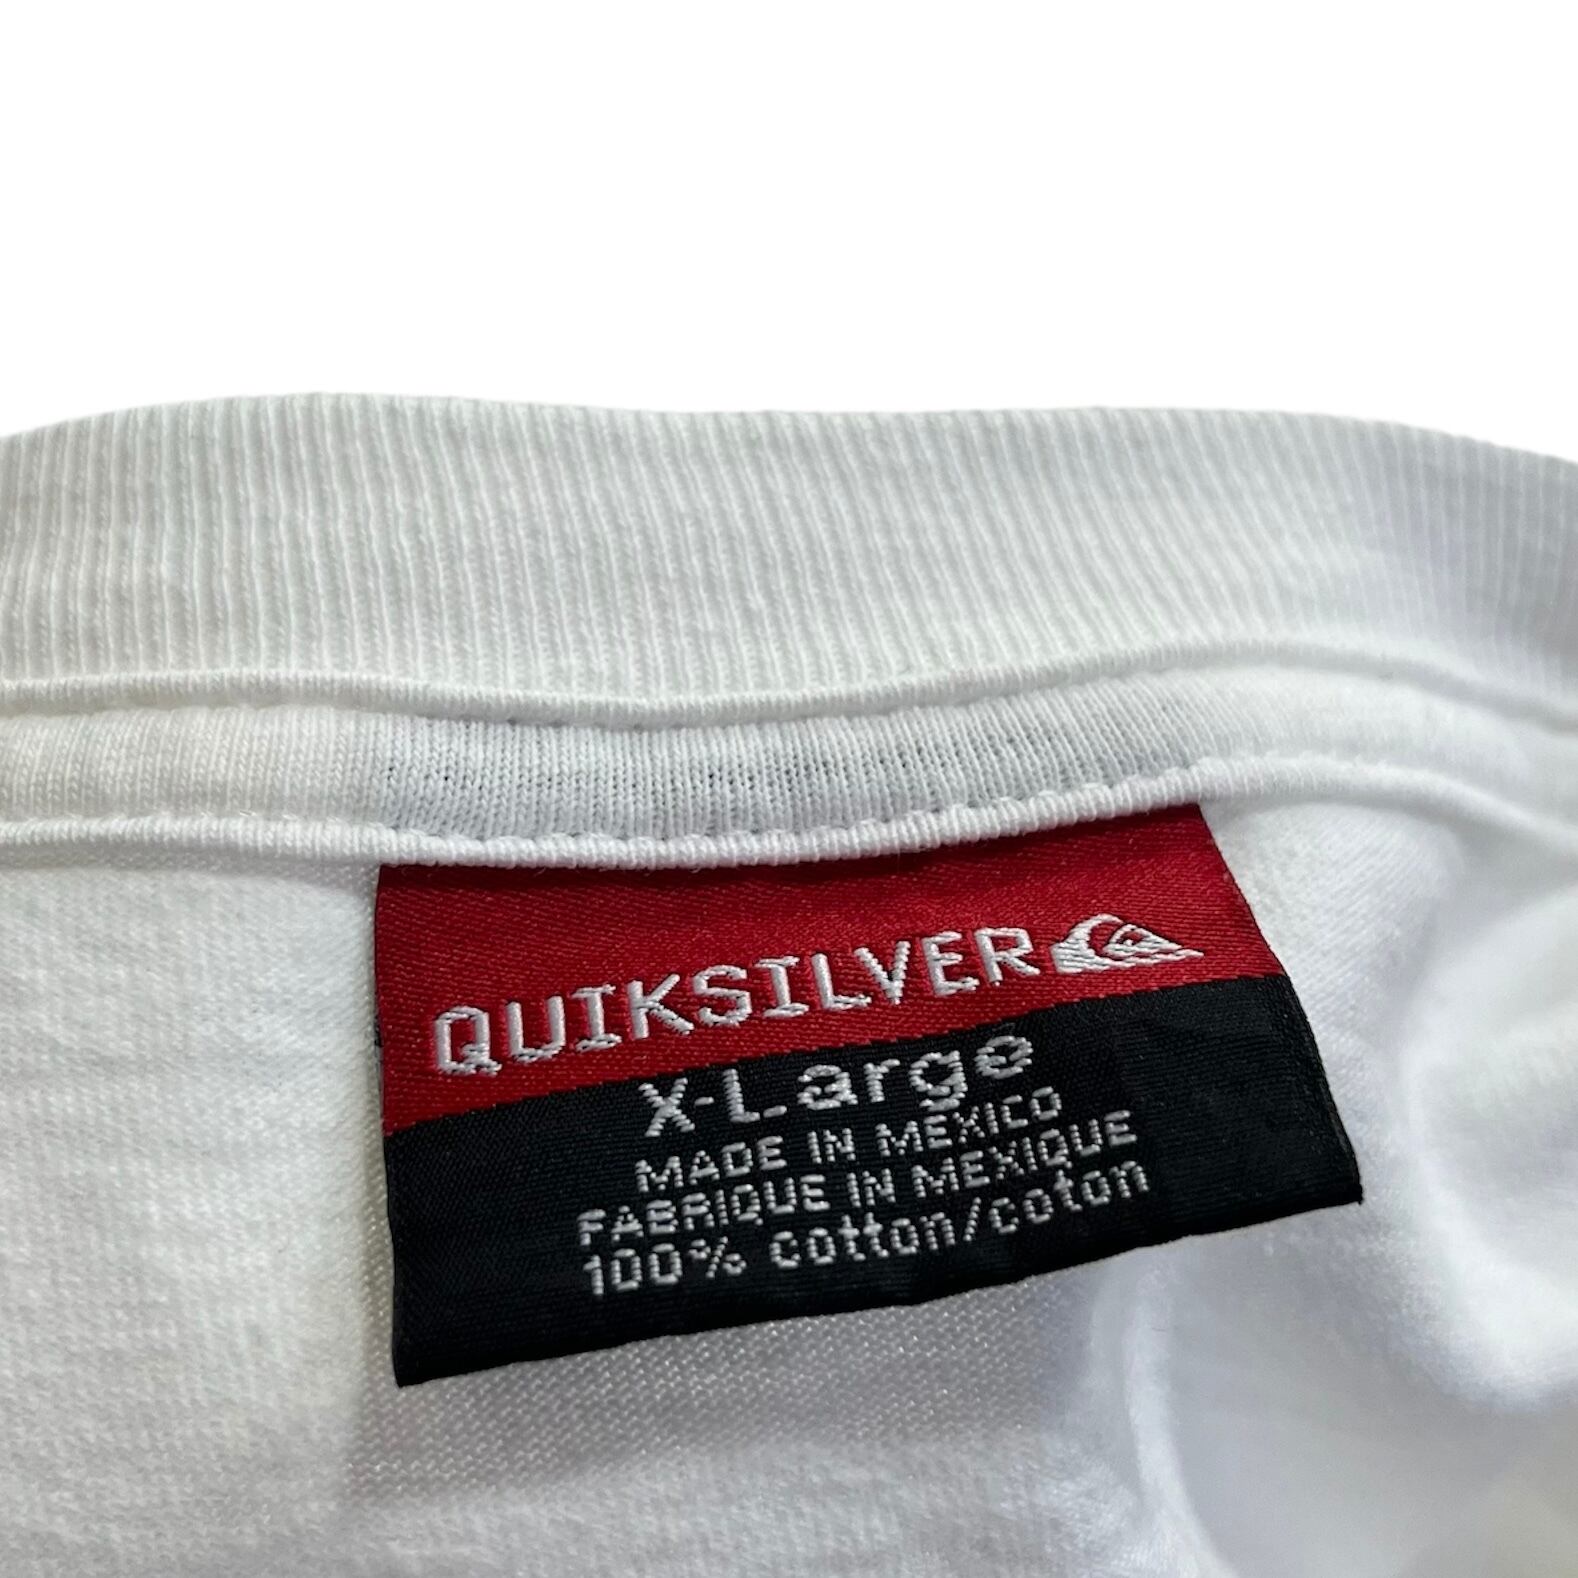 QUIKSILVER
X-Large
MADE IN MEXICO
FABRIQUE IN MEXIQUE
100% cotton/coton